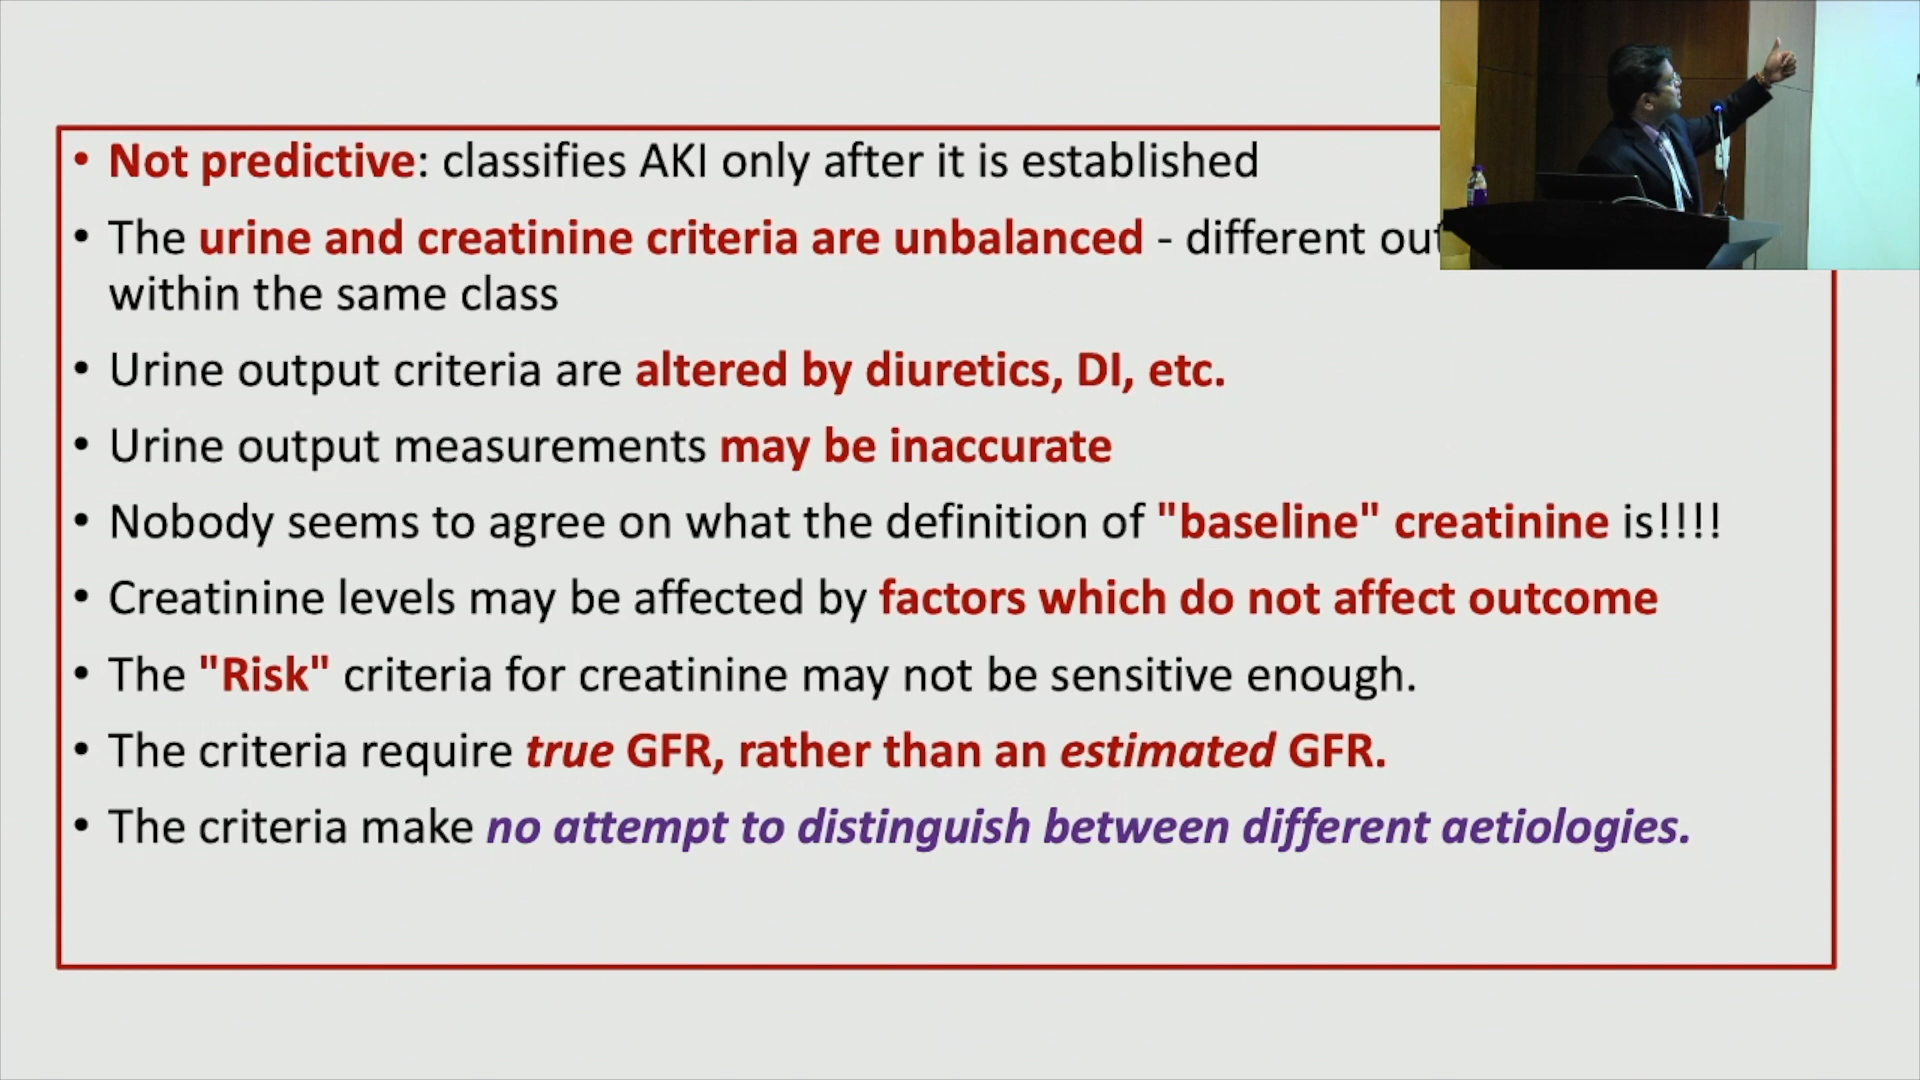 • Not predictive: classifies AKI only after it is established
• The urine and creatinine criteria are unbalanced - different
within the same class
• Urine output criteria are altered by diuretics, DI, etc.
• Urine output measurements may be inaccurate
• Nobody seems to agree on what the definition of "baseline" creatinine is!!!!
• Creatinine levels may be affected by factors which do not affect outcome
• The "Risk" criteria for creatinine may not be sensitive enough.
• The criteria require true GFR, rather than an estimated GFR.
• The criteria make no attempt to distinguish between different aetiologies.